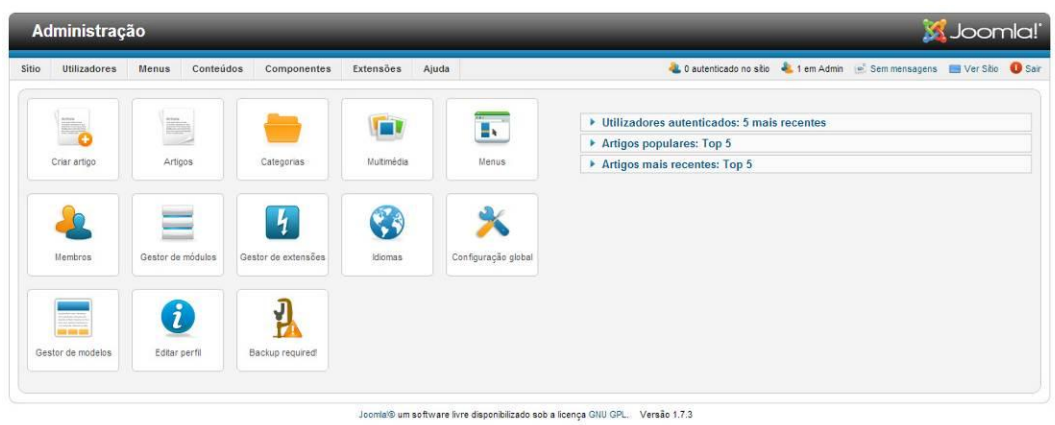 Administração
Joomla!
Sítio Utilizadores Menus Conteúdos Componentes Extensões Ajuda
0 autenticado no sítio 1 em Admin Sem mensagens Ver Sítio Sair
Criar artigo Artigos Categorias Multimédia Menus
Utilizadores autenticados: 5 mais recentes
Artigos populares: Top 5
Artigos mais recentes: Top 5
Membros Gestor de módulos Gestor de extensões Idiomas Configuração global
Gestor de modelos Editar perfil Backup required!
Joomla!® um software livre disponibilizado sob a licença GNU GPL. Versão 1.7.3